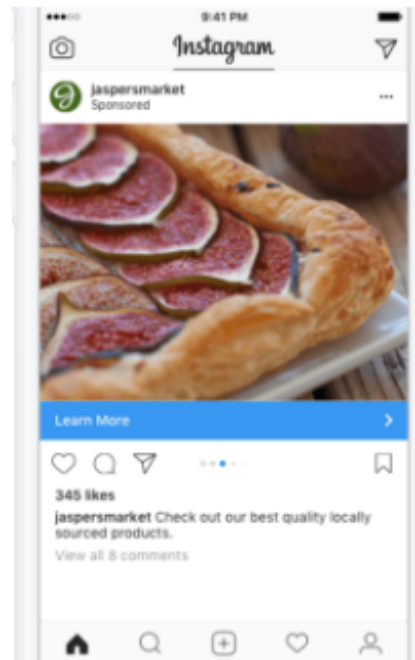 9:41 PM
Instagram
jaspersmarket
Sponsored
Learn More
345 likes
jaspersmarket Check out our best quality locally
sourced products.
View all 8 comments